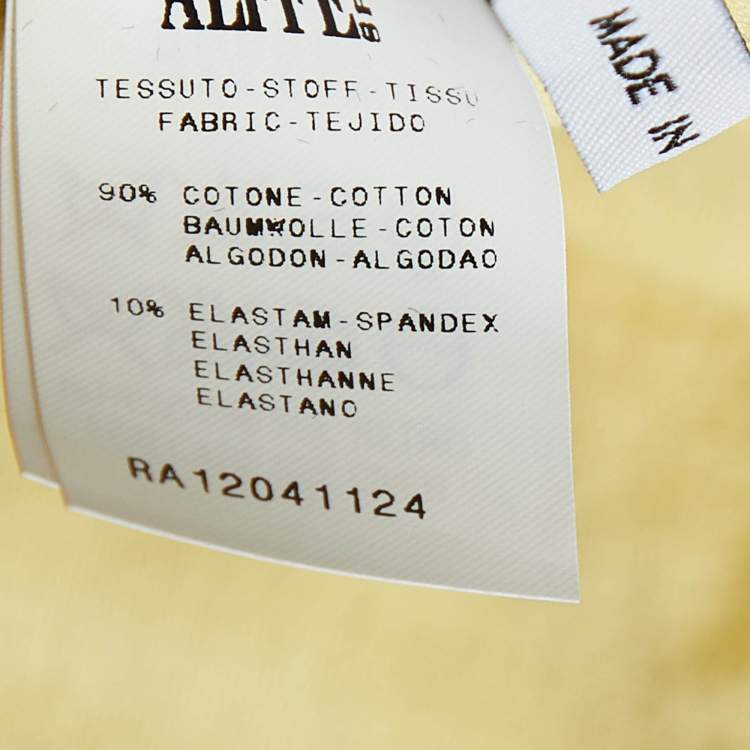 TESSUTO-STOFF-TISSU
FABRIC-TEJIDO
90% COTONE-COTTON
BAUMWOLLE-COTON
ALGODON-ALGODAO
10% ELASTAM-SPANDEX
ELASTHAN
ELASTHANNE
ELASTANO
RA12041124
MADE IN